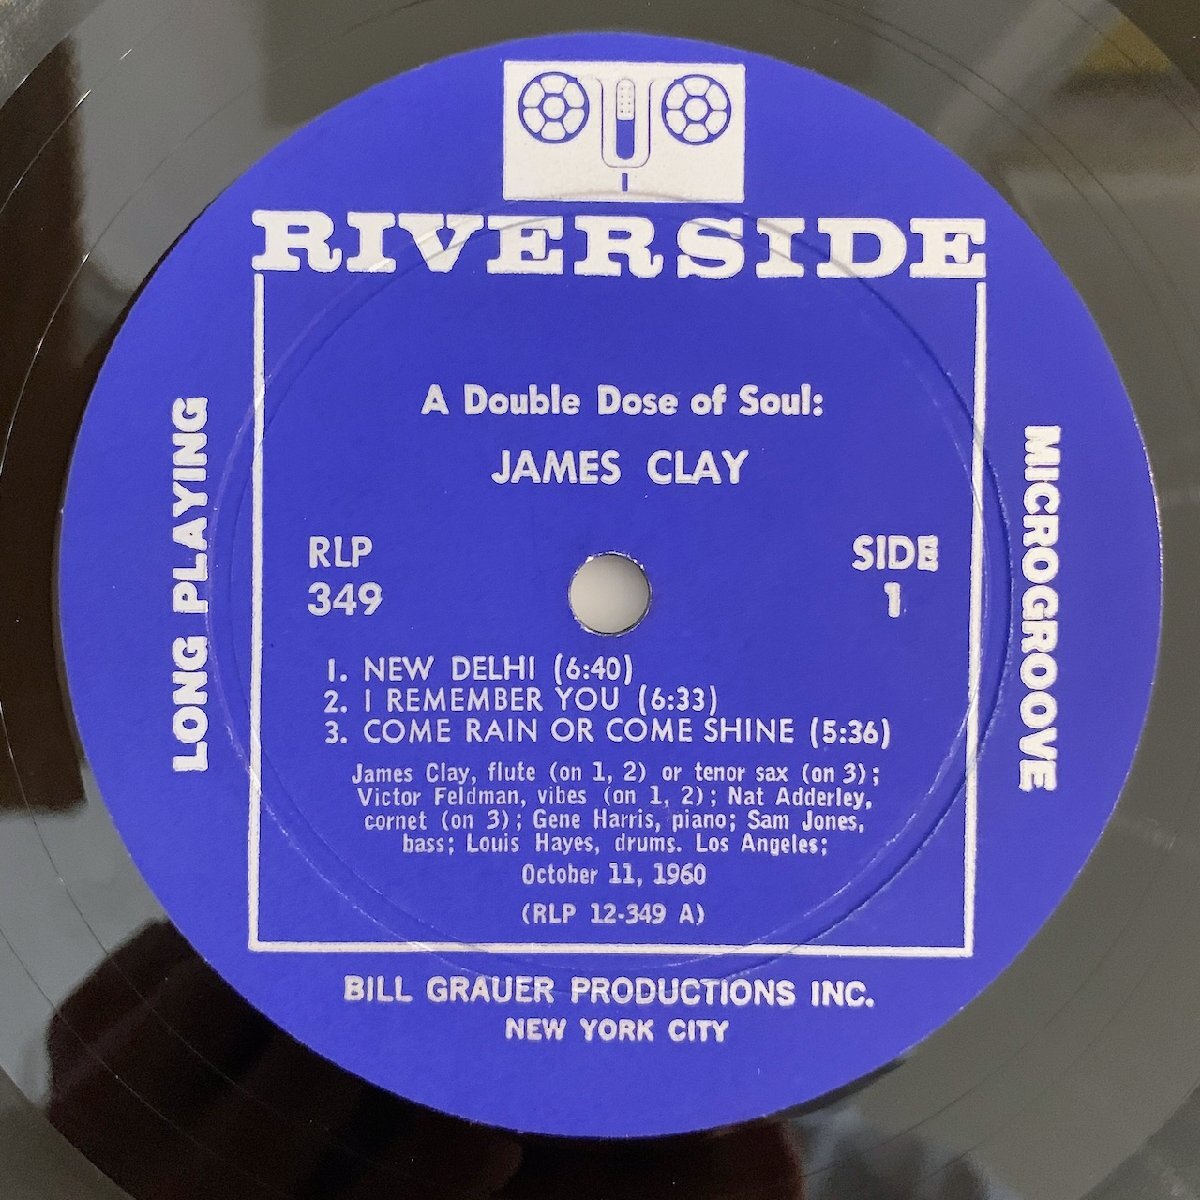 RIVERSIDE
A Double Dose of Soul:
JAMES CLAY
LONG PLAYING
MICROGROOVE
RLP
349
SIDE
1
1. NEW DELHI (6:40)
2. I REMEMBER YOU (6:33)
3. COME RAIN OR COME SHINE (5:36)
James Clay, flute (on 1, 2) or tenor sax (on 3);
Victor Feldman, vibes (on 1, 2); Nat Adderley,
cornet (on 3); Gene Harris, piano; Sam Jones,
bass; Louis Hayes, drums. Los Angeles;
October 11, 1960
(RLP 12-349 A)
BILL GRAUER PRODUCTIONS INC.
NEW YORK CITY